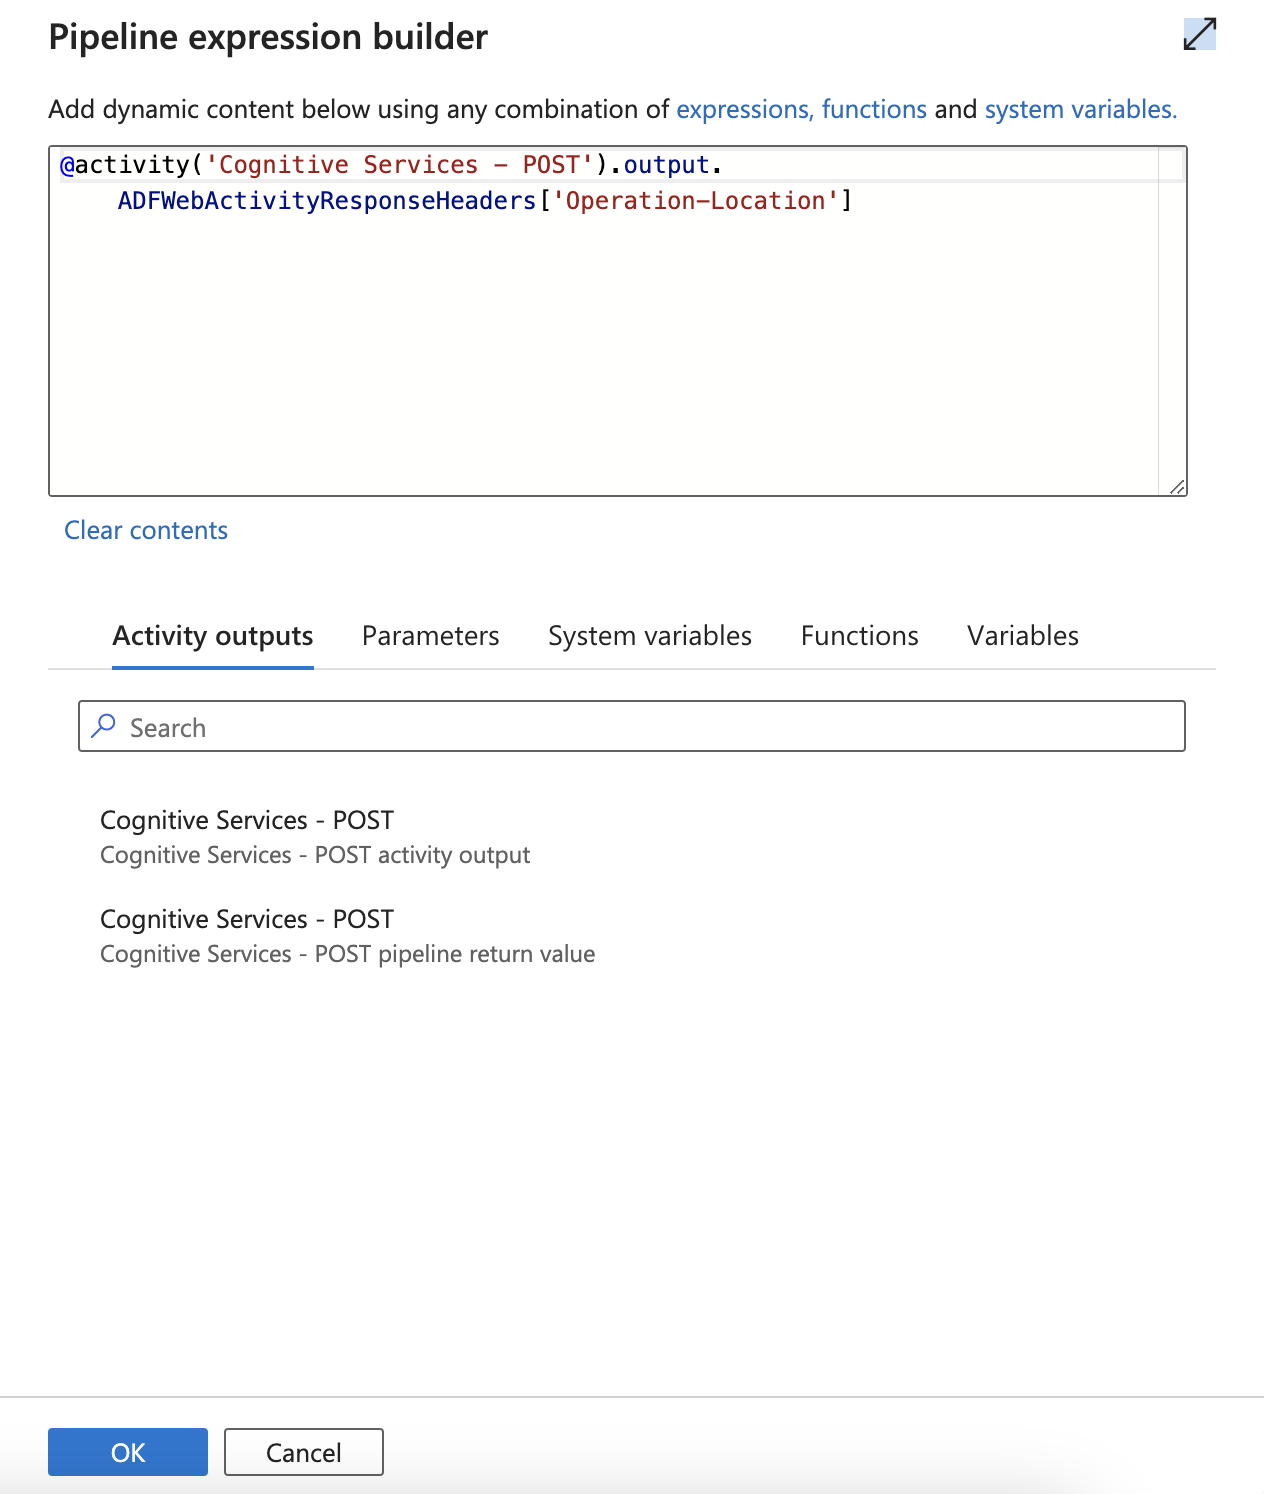 Pipeline expression builder
Add dynamic content below using any combination of expressions, functions and system variables.
@activity('Cognitive Services - POST').output.
ADFWebActivityResponseHeaders['Operation-Location']
Clear contents
Activity outputs Parameters System variables Functions Variables
Search
Cognitive Services - POST
Cognitive Services - POST activity output
Cognitive Services - POST
Cognitive Services - POST pipeline return value
OK Cancel